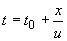 t = t₀ + x/u